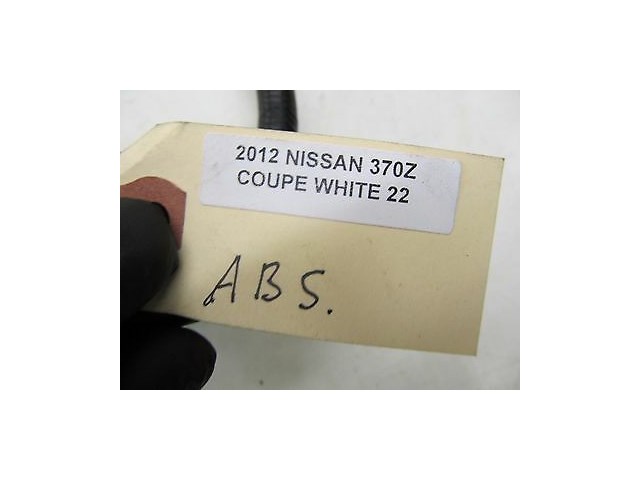 2012 NISSAN 370Z
COUPE WHITE 22
ABS.